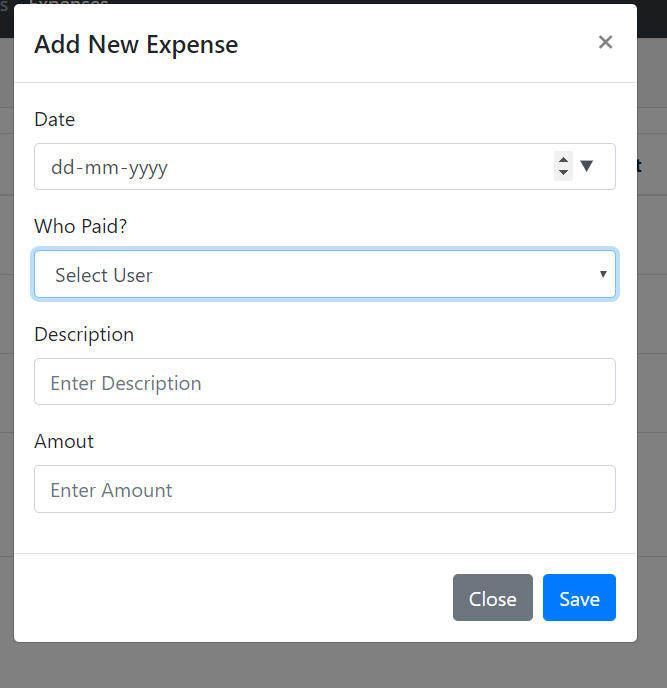 s Expenses
Add New Expense ×
Date
dd-mm-yyyy
t
Who Paid?
Select User
Description
Enter Description
Amout
Enter Amount
Close Save